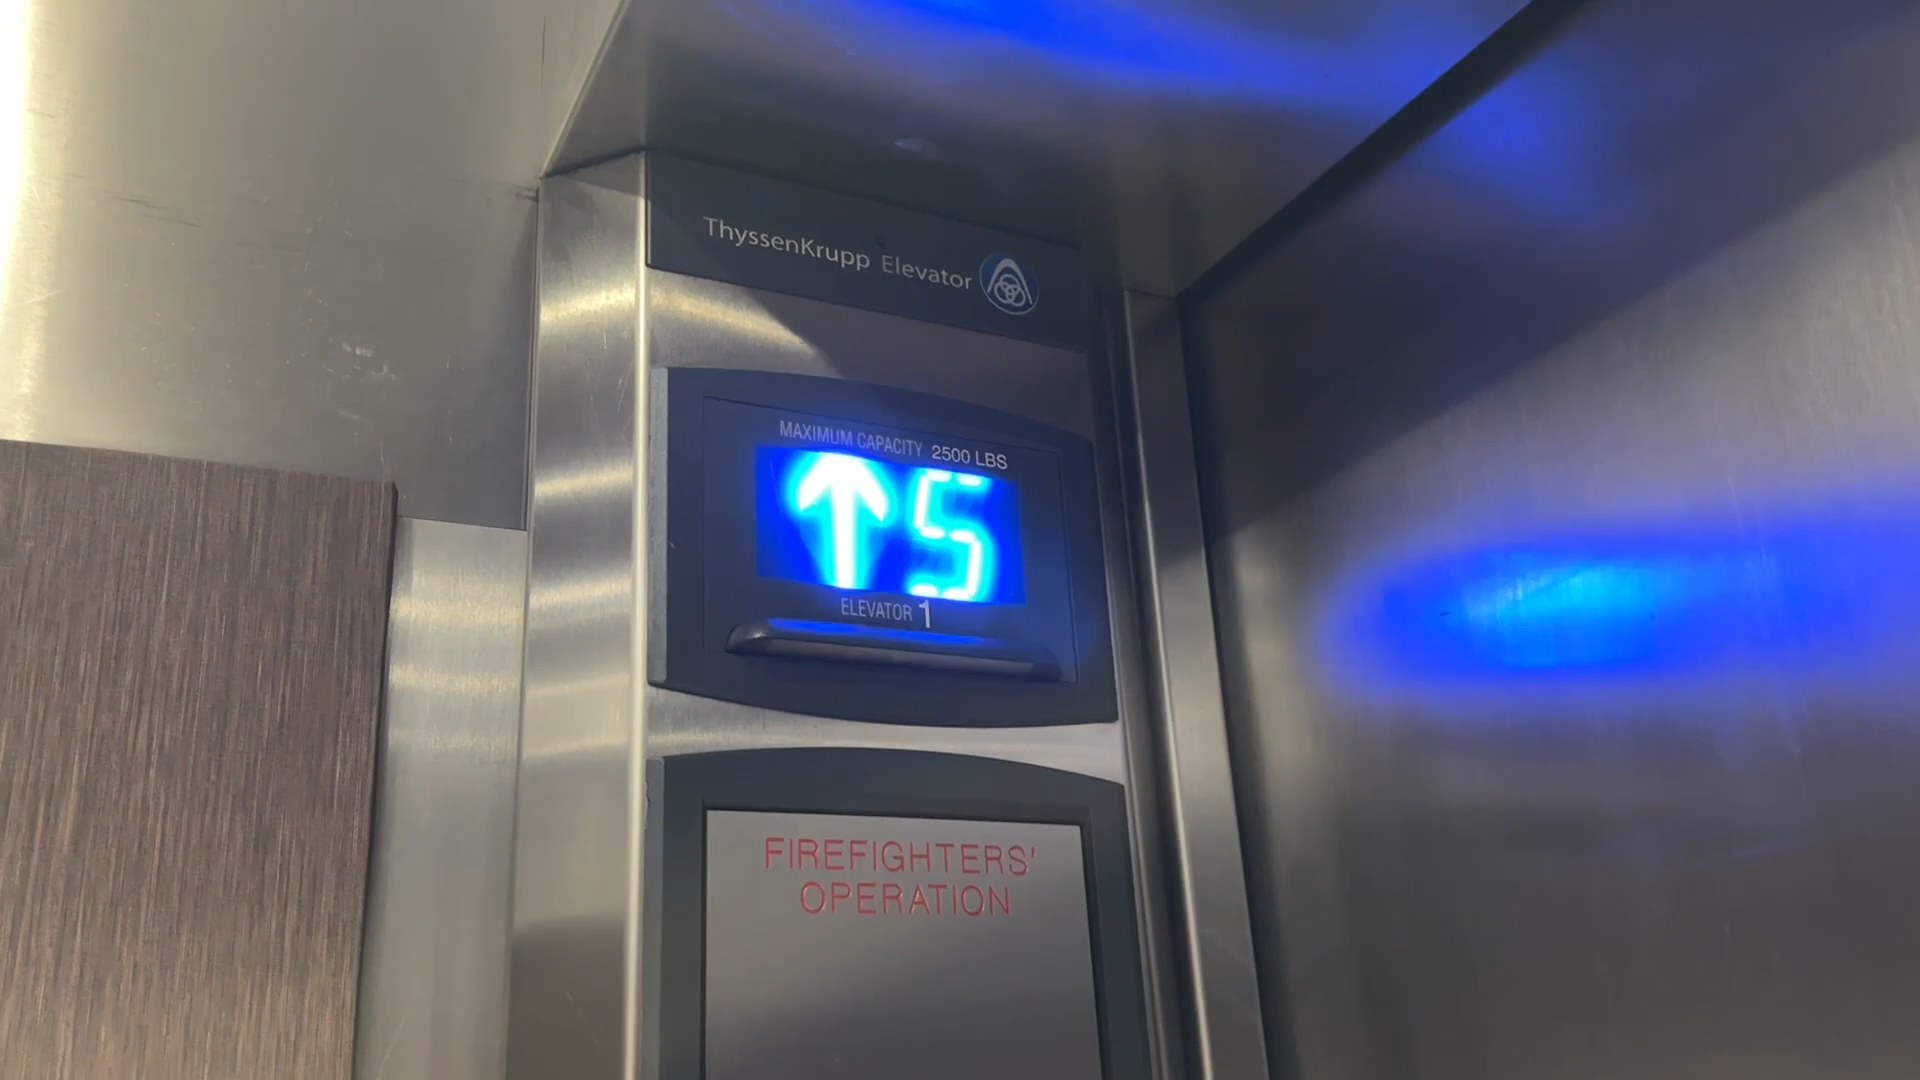 ThyssenKrupp Elevator
MAXIMUM CAPACITY 2500 LBS
↑5
ELEVATOR 1
FIREFIGHTERS'
OPERATION